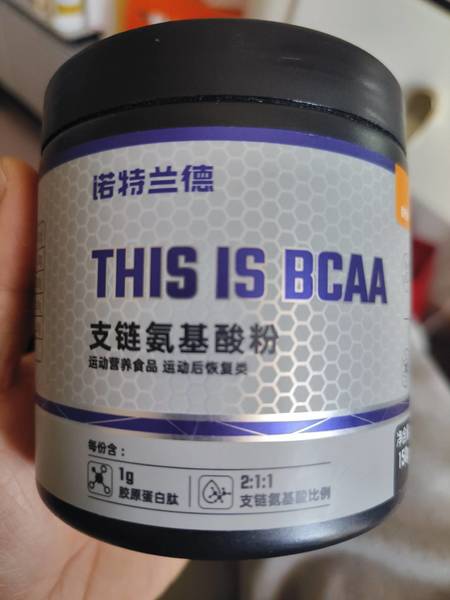 诺特兰德
THIS IS BCAA
支链氨基酸粉
运动营养食品 运动后恢复类
每份含：
1g
胶原蛋白肽
2:1:1
支链氨基酸比例
净含